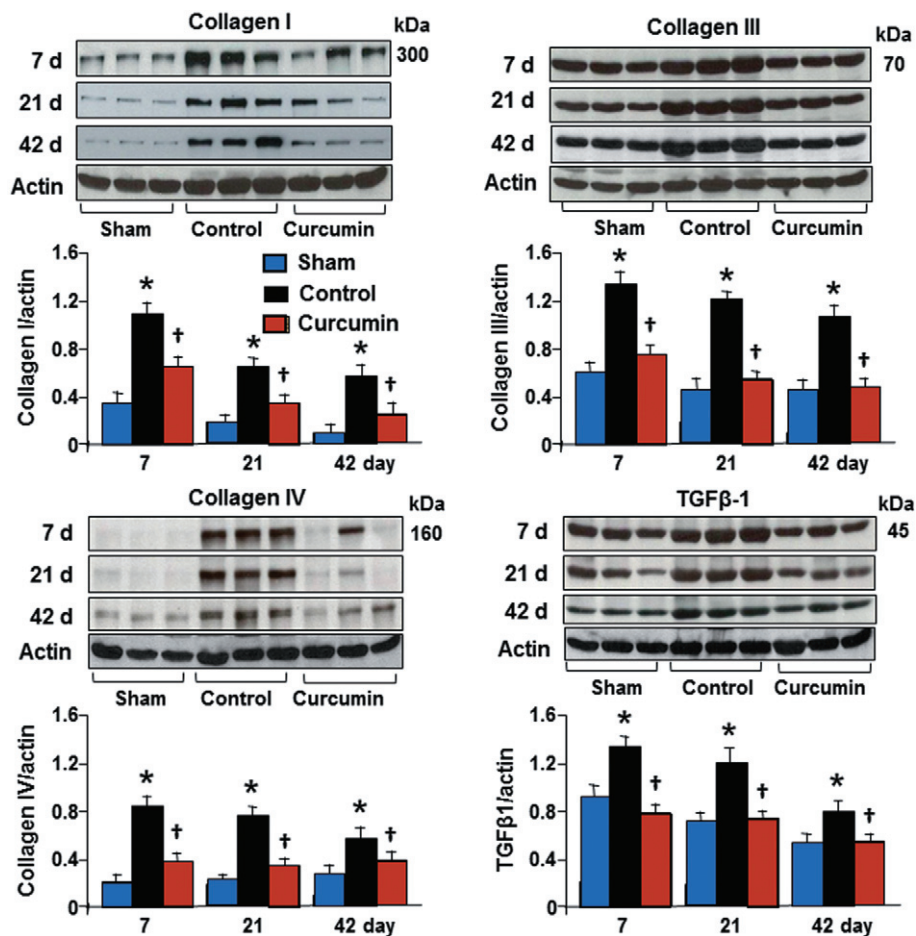 Collagen I
kDa
7 d
300
21 d
42 d
Actin
Sham Control Curcumin
1.6
1.2
0.8
0.4
0
Collagen I/actin
Sham
Control
Curcumin
* † * † * †
7 21 42 day
Collagen III
kDa
7 d
70
21 d
42 d
Actin
Sham Control Curcumin
1.6
1.2
0.8
0.4
0
Collagen III/actin
* † * † * †
7 21 42 day
Collagen IV
kDa
7 d
160
21 d
42 d
Actin
Sham Control Curcumin
1.6
1.2
0.8
0.4
0
Collagen IV/actin
* † * † * †
7 21 42 day
TGFβ-1
kDa
7 d
45
21 d
42 d
Actin
Sham Control Curcumin
1.6
1.2
0.8
0.4
0
TGFβ1/actin
* † * † * †
7 21 42 day